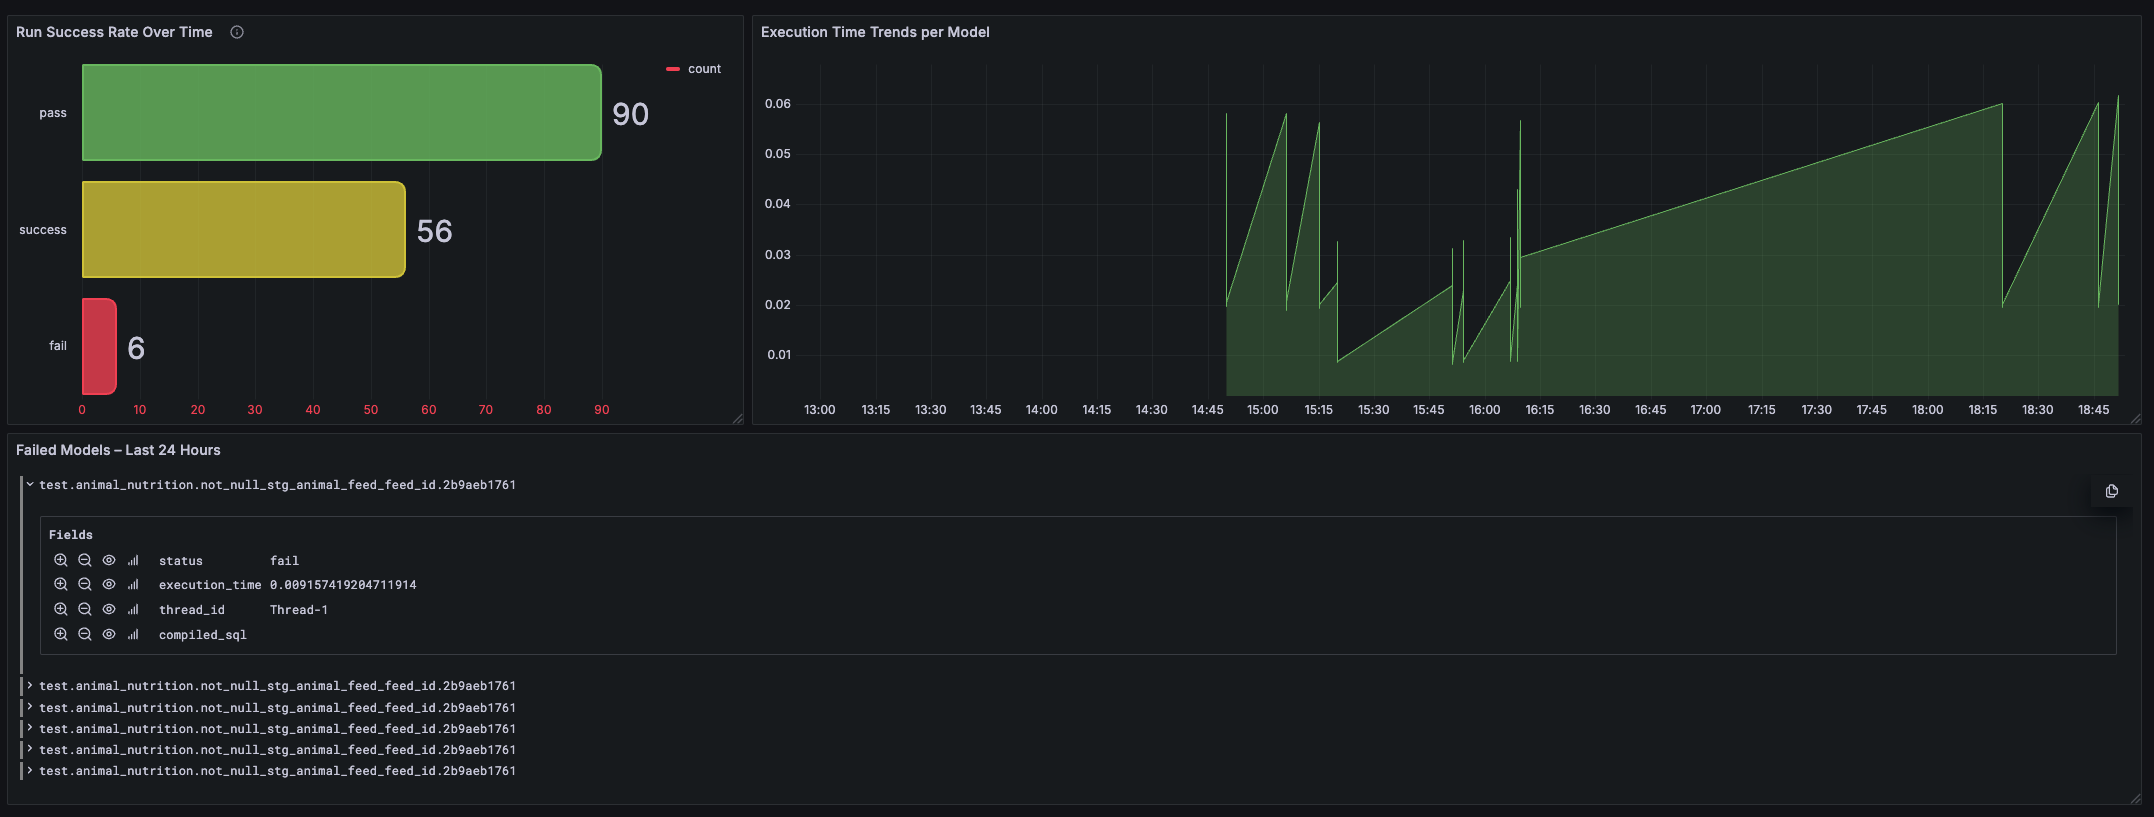 Run Success Rate Over Time
count
pass
90
success
56
fail
6
0 10 20 30 40 50 60 70 80 90
Execution Time Trends per Model
0.06
0.05
0.04
0.03
0.02
0.01
13:00 13:15 13:30 13:45 14:00 14:15 14:30 14:45 15:00 15:15 15:30 15:45 16:00 16:15 16:30 16:45 17:00 17:15 17:30 17:45 18:00 18:15 18:30 18:45
Failed Models – Last 24 Hours
test.animal_nutrition.not_null_stg_animal_feed_feed_id.2b9aeb1761
Fields
status fail
execution_time 0.009157419204711914
thread_id Thread-1
compiled_sql
test.animal_nutrition.not_null_stg_animal_feed_feed_id.2b9aeb1761
test.animal_nutrition.not_null_stg_animal_feed_feed_id.2b9aeb1761
test.animal_nutrition.not_null_stg_animal_feed_feed_id.2b9aeb1761
test.animal_nutrition.not_null_stg_animal_feed_feed_id.2b9aeb1761
test.animal_nutrition.not_null_stg_animal_feed_feed_id.2b9aeb1761